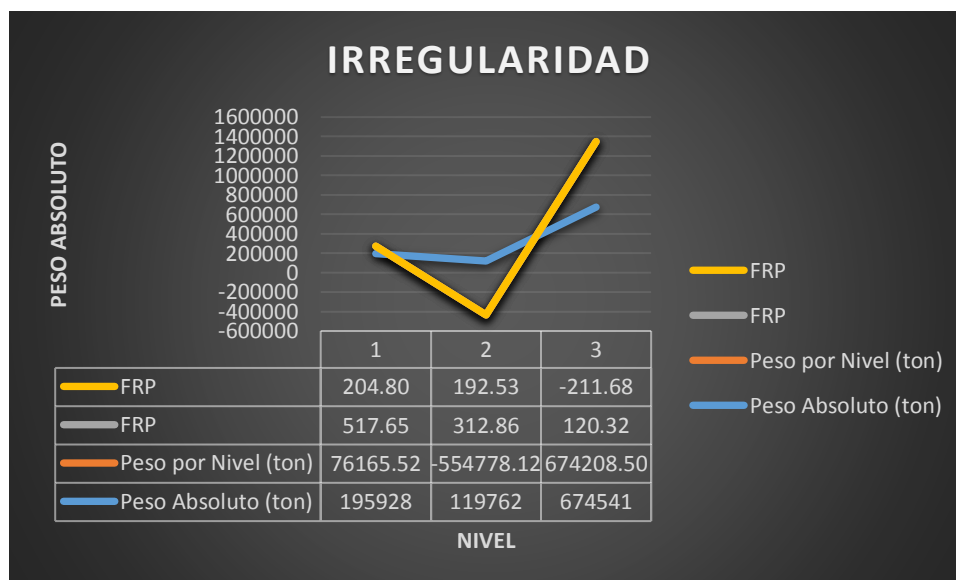 IRREGULARIDAD
PESO ABSOLUTO
1600000
1400000
1200000
1000000
800000
600000
400000
200000
0
-200000
-400000
-600000
1 2 3
FRP 204.80 192.53 -211.68
FRP 517.65 312.86 120.32
Peso por Nivel (ton) 76165.52 -554778.12 674208.50
Peso Absoluto (ton) 195928 119762 674541
NIVEL
FRP
FRP
Peso por Nivel (ton)
Peso Absoluto (ton)